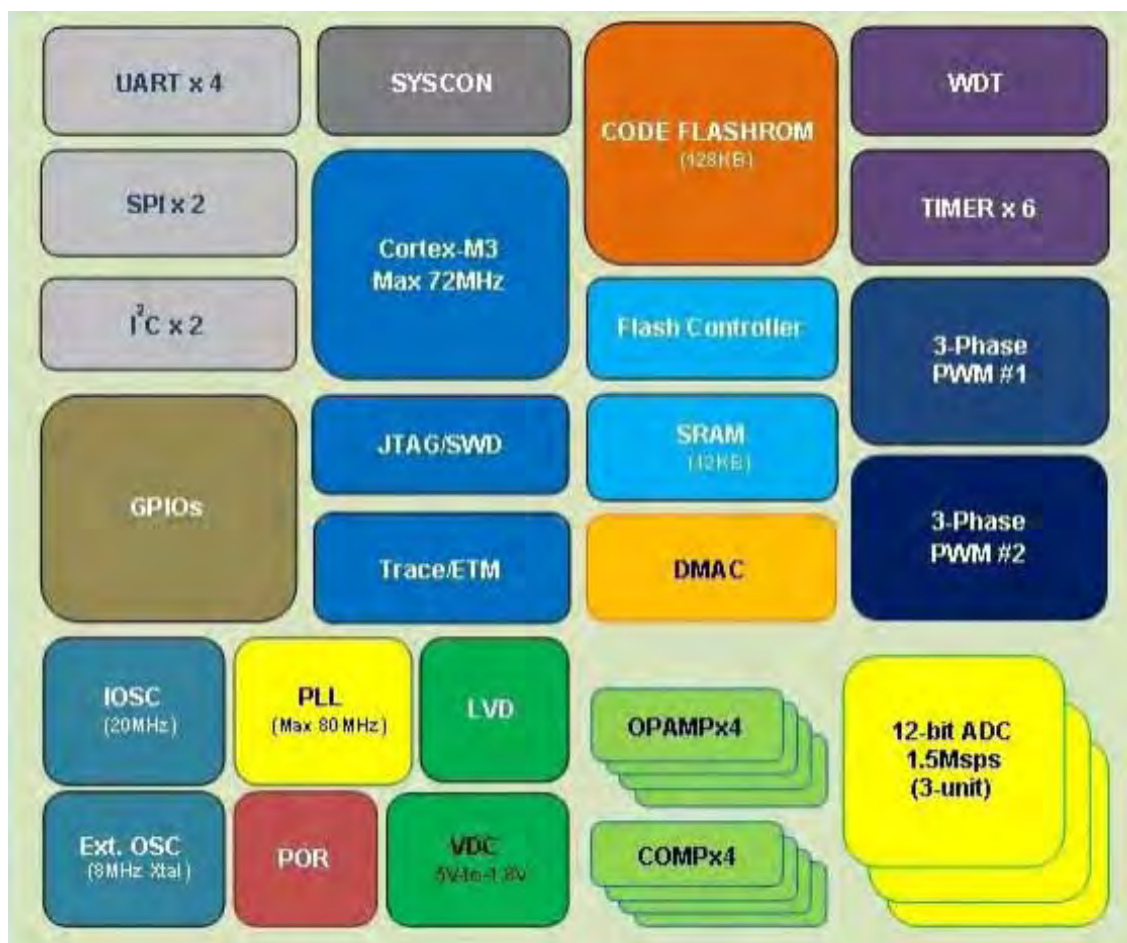 UART x 4
SYSCON
CODE FLASHROM
(128KB)
WDT
SPI x 2
Cortex-M3
Max 72MHz
TIMER x 6
I²C x 2
Flash Controller
3-Phase
PWM #1
GPIOs
JTAG/SWD
SRAM
(12KB)
3-Phase
PWM #2
Trace/ETM
DMAC
IOSC
(20MHz)
PLL
(Max 80MHz)
LVD
OPAMPx4
12-bit ADC
1.5Msps
(3-unit)
Ext. OSC
(8MHz Xtal)
POR
VDC
5V-to-1.8V
COMPx4